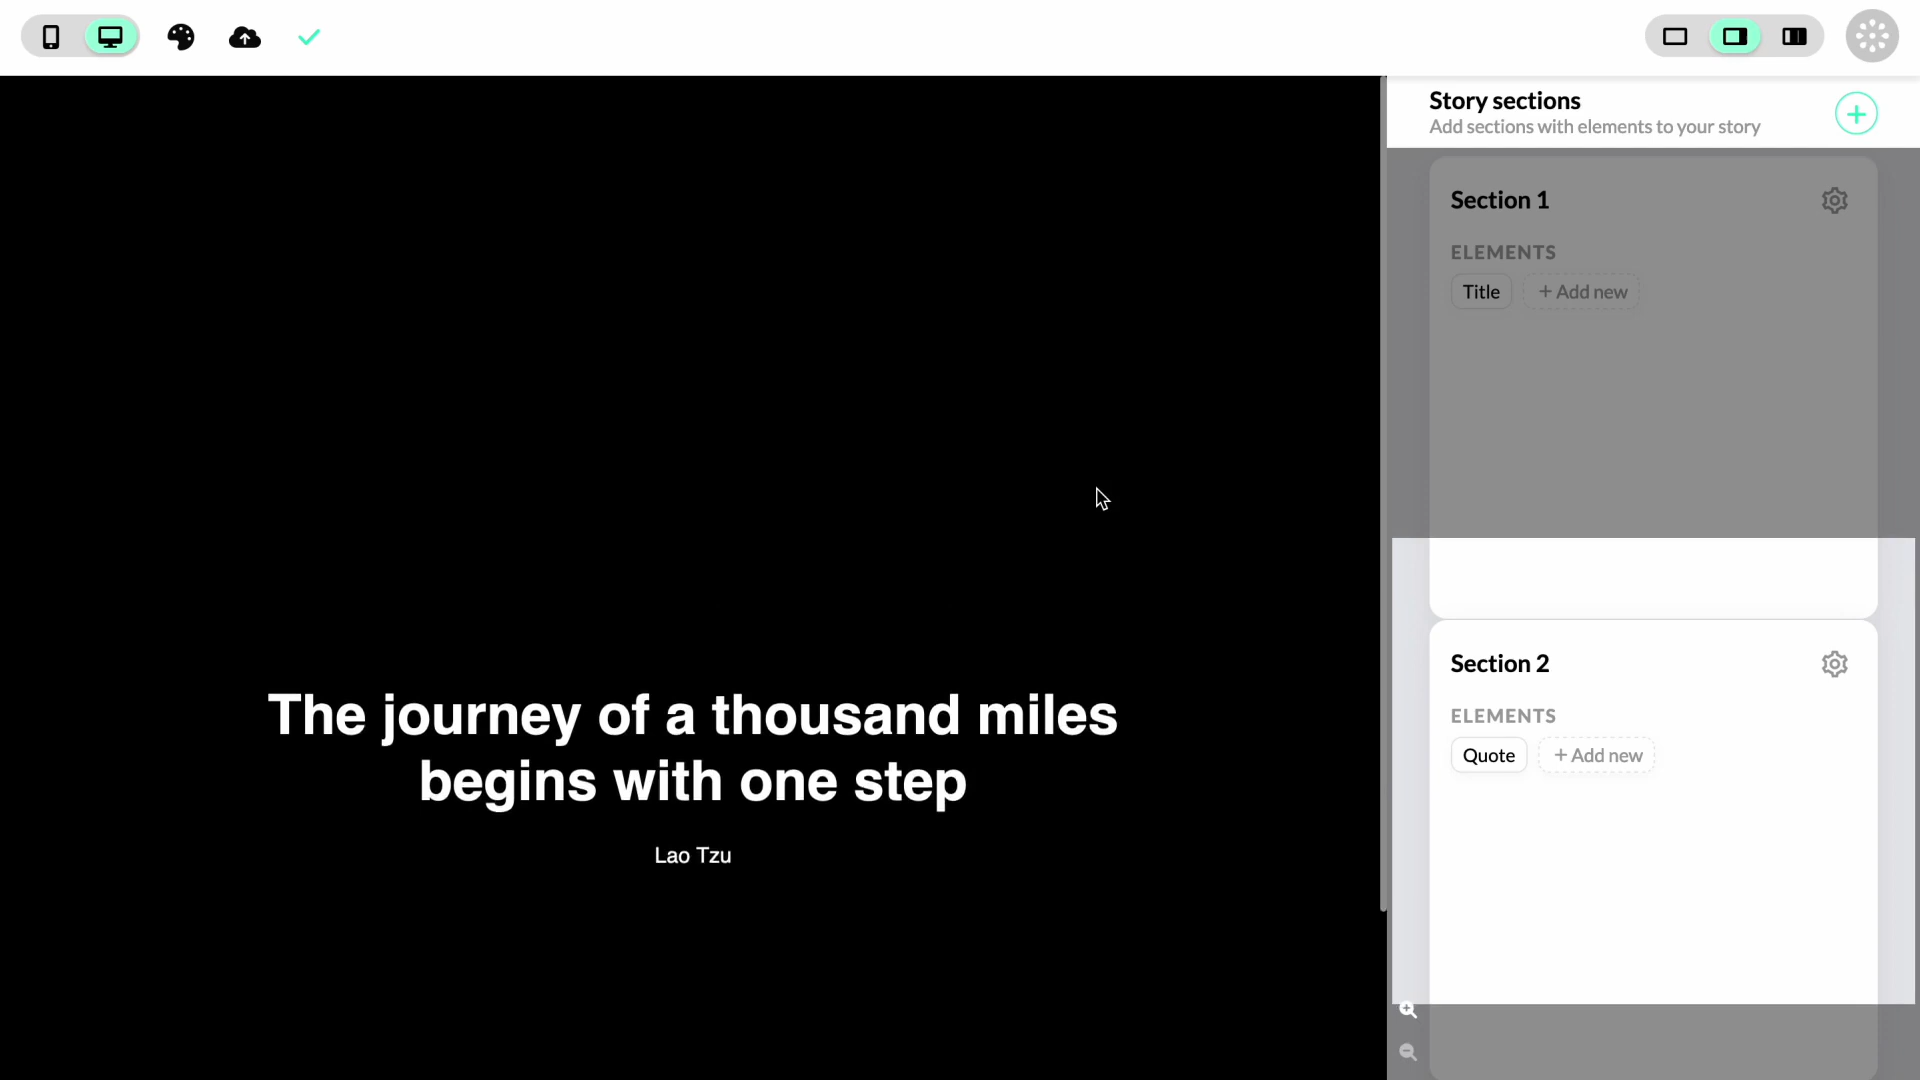 Story sections
Add sections with elements to your story
Section 1
ELEMENTS
Title
+ Add new
The journey of a thousand miles
begins with one step
Lao Tzu
Section 2
ELEMENTS
Quote
+ Add new